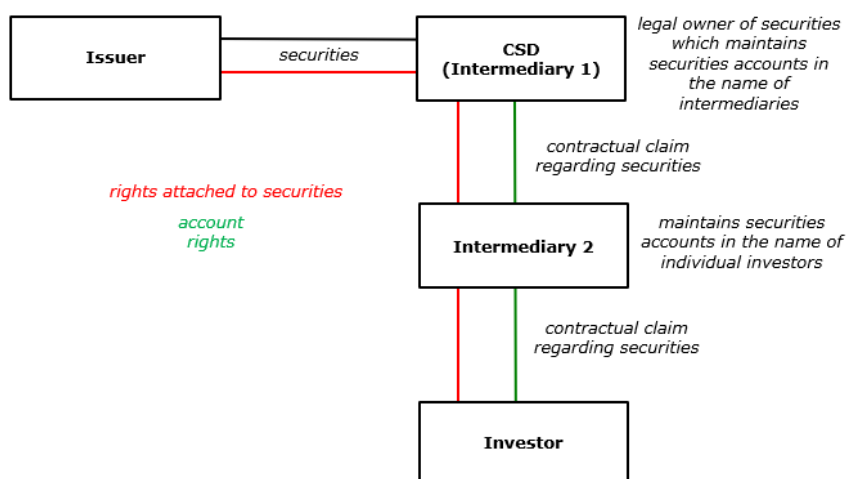 Issuer
securities
CSD
(Intermediary 1)
legal owner of securities
which maintains
securities accounts in
the name of
intermediaries
contractual claim
regarding securities
rights attached to securities
account
rights
Intermediary 2
maintains securities
accounts in the name of
individual investors
contractual claim
regarding securities
Investor